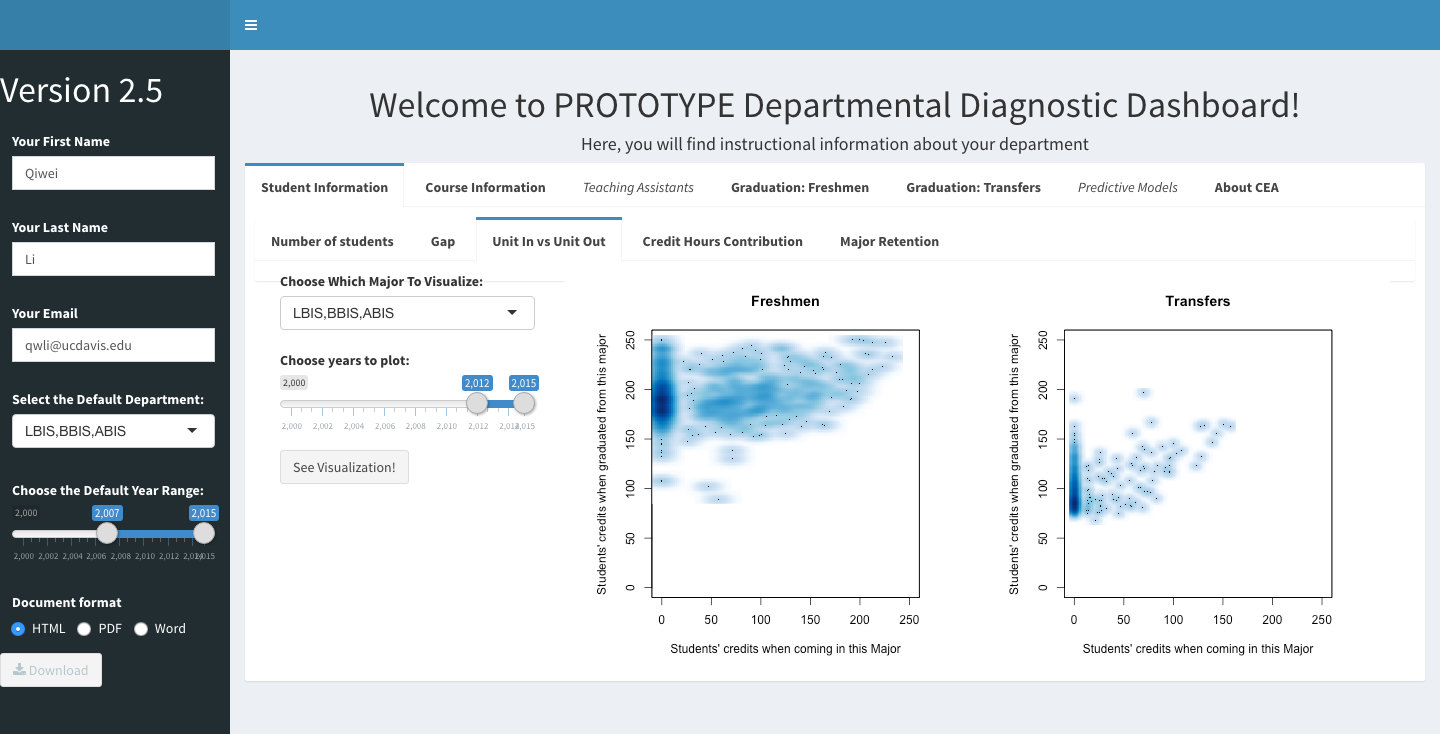 Version 2.5
Your First Name
Qiwei
Your Last Name
Li
Your Email
qwli@ucdavis.edu
Select the Default Department:
LBIS,BBIS,ABIS
Choose the Default Year Range:
2,000 2,007 2,015
2,000 2,002 2,004 2,006 2,008 2,010 2,012 2,015
Document format
HTML PDF Word
Download
Welcome to PROTOTYPE Departmental Diagnostic Dashboard!
Here, you will find instructional information about your department
Student Information Course Information Teaching Assistants Graduation: Freshmen Graduation: Transfers Predictive Models About CEA
Number of students Gap Unit In vs Unit Out Credit Hours Contribution Major Retention
Choose Which Major To Visualize:
LBIS,BBIS,ABIS
Choose years to plot:
2,000 2,012 2,015
2,000 2,002 2,004 2,006 2,008 2,010 2,012 2,015
See Visualization!
Freshmen
Students' credits when graduated from this major
250
200
150
100
50
0
0 50 100 150 200 250
Students' credits when coming in this Major
Transfers
Students' credits when graduated from this major
250
200
150
100
50
0
0 50 100 150 200 250
Students' credits when coming in this Major